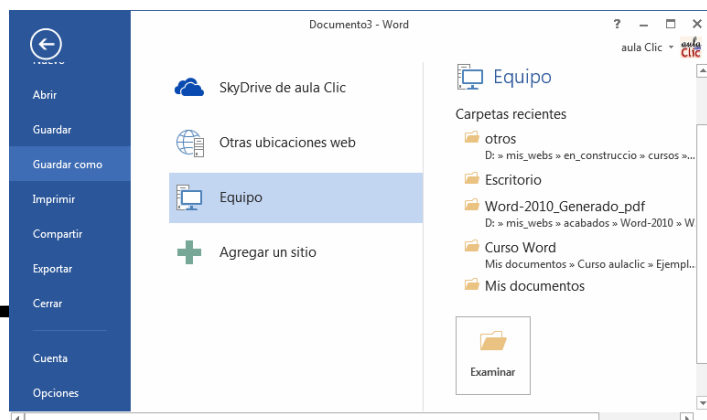 Documento3 - Word
?
aula Clic
aula
Clic
Nuevo
Abrir
Guardar
Guardar como
Imprimir
Compartir
Exportar
Cerrar
Cuenta
Opciones
SkyDrive de aula Clic
Otras ubicaciones web
Equipo
Agregar un sitio
Equipo
Carpetas recientes
otros
D: » mis_webs » en_construccio » cursos »...
Escritorio
Word-2010_Generado_pdf
D: » mis_webs » acabados » Word-2010 » W
Curso Word
Mis documentos » Curso aulaclic » Ejempl...
Mis documentos
Examinar